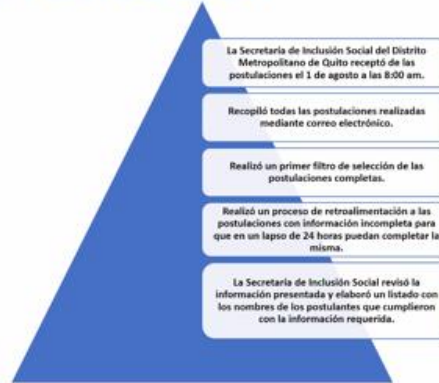 La Secretaría de Inclusión Social del Distrito
Metropolitano de Quito receptó de las
postulaciones el 1 de agosto a las 8:00 am.
Recopiló todas las postulaciones realizadas
mediante correo electrónico.
Realizó un primer filtro de selección de las
postulaciones completas.
Realizó un proceso de retroalimentación a las
postulaciones con información incompleta para
que en un lapso de 24 horas puedan completar la
misma.
La Secretaría de Inclusión Social revisó la
información presentada y elaboró un listado con
los nombres de los postulantes que cumplieron
con la información requerida.